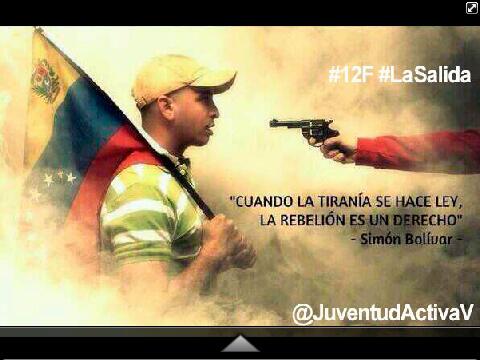 #12F #LaSalida
"CUANDO LA TIRANÍA SE HACE LEY,
LA REBELIÓN ES UN DERECHO"
- Simón Bolívar -
@JuventudActivaV